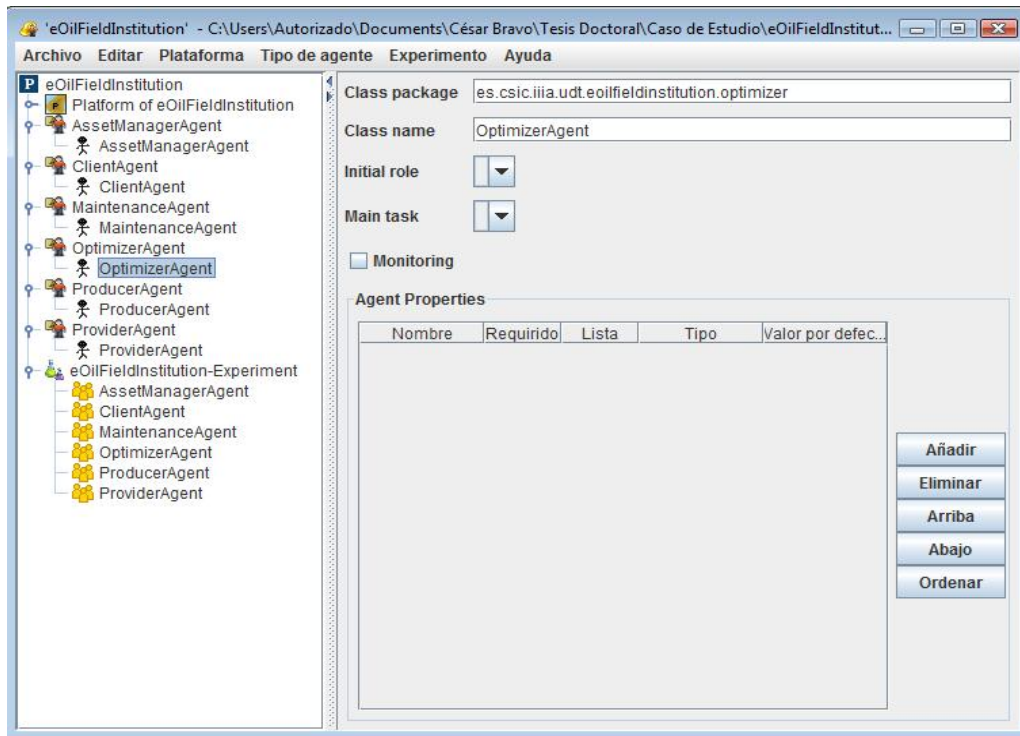 'eOilFieldInstitution' - C:\Users\Autorizado\Documents\César Bravo\Tesis Doctoral\Caso de Estudio\eOilFieldInstitut...
Archivo Editar Plataforma Tipo de agente Experimento Ayuda
P eOilFieldInstitution
P Platform of eOilFieldInstitution
AssetManagerAgent
AssetManagerAgent
ClientAgent
ClientAgent
MaintenanceAgent
MaintenanceAgent
OptimizerAgent
OptimizerAgent
ProducerAgent
ProducerAgent
ProviderAgent
ProviderAgent
eOilFieldInstitution-Experiment
AssetManagerAgent
ClientAgent
MaintenanceAgent
OptimizerAgent
ProducerAgent
ProviderAgent
Class package es.csic.iiia.udt.eoilfieldinstitution.optimizer
Class name OptimizerAgent
Initial role
Main task
Monitoring
Agent Properties
Nombre Requirido Lista Tipo Valor por defec...
Añadir
Eliminar
Arriba
Abajo
Ordenar